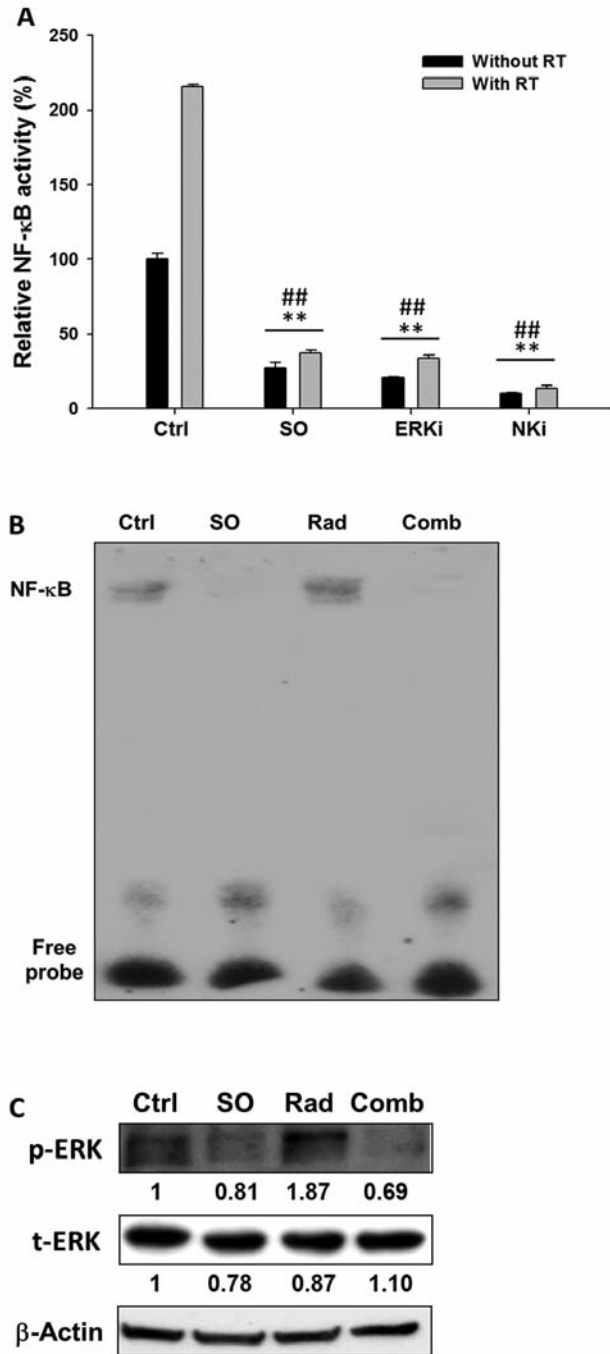 A
Relative NF-κB activity (%)
250
200
150
100
50
0
Without RT
With RT
##
**
##
**
##
**
Ctrl SO ERKi NKi
B
Ctrl SO Rad Comb
NF-κB
Free
probe
C
Ctrl SO Rad Comb
p-ERK
1 0.81 1.87 0.69
t-ERK
1 0.78 0.87 1.10
β-Actin